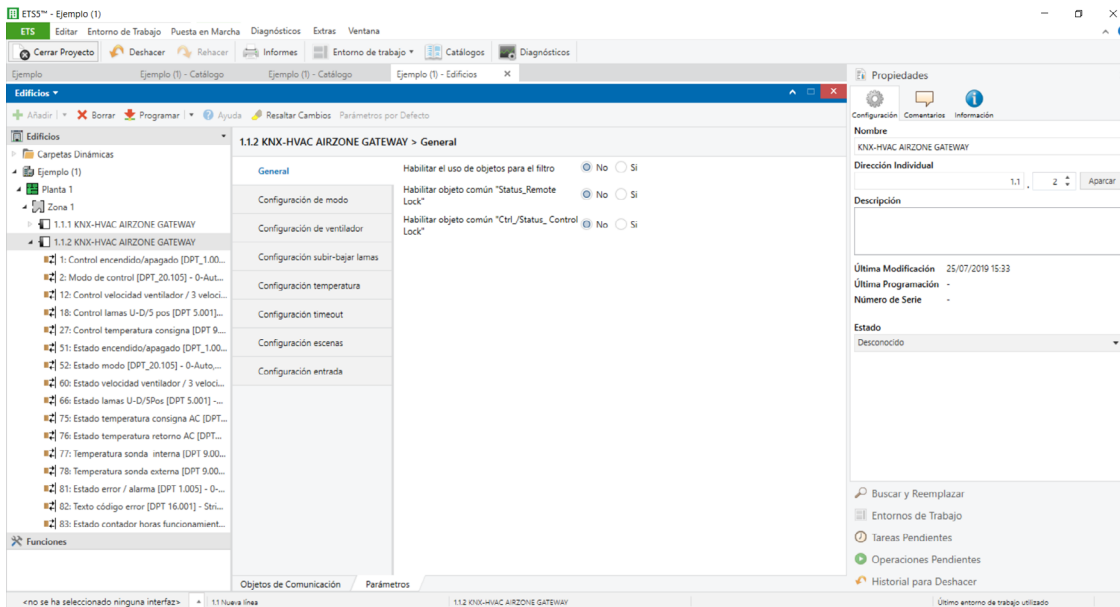 ETS5™ - Ejemplo (1)
ETS Editar Entorno de Trabajo Puesta en Marcha Diagnósticos Extras Ventana
Cerrar Proyecto Deshacer Rehacer Informes Entorno de trabajo Catálogos Diagnósticos
Ejemplo Ejemplo (1) - Catálogo Ejemplo (1) - Catálogo Ejemplo (1) - Edificios
Edificios
Añadir Borrar Programar Ayuda Resaltar Cambios Parámetros por Defecto
Edificios
Carpetas Dinámicas
Ejemplo (1)
Planta 1
Zona 1
1.1.1 KNX-HVAC AIRZONE GATEWAY
1.1.2 KNX-HVAC AIRZONE GATEWAY
1: Control encendido/apagado [DPT_1.00...
2: Modo de control [DPT_20.105] - 0-Aut...
12: Control velocidad ventilador / 3 veloci...
18: Control lamas U-D/5 pos [DPT 5.001]...
27: Control temperatura consigna [DPT 9....
51: Estado encendido/apagado [DPT_1.00...
52: Estado modo [DPT_20.105] - 0-Auto,...
60: Estado velocidad ventilador / 3 veloci...
66: Estado lamas U-D/5Pos [DPT 5.001] -...
75: Estado temperatura consigna AC [DPT...
76: Estado temperatura retorno AC [DPT...
77: Temperatura sonda interna [DPT 9.00...
78: Temperatura sonda externa [DPT 9.00...
81: Estado error / alarma [DPT 1.005] - 0-...
82: Texto código error [DPT 16.001] - Stri...
83: Estado contador horas funcionamient...
Funciones
1.1.2 KNX-HVAC AIRZONE GATEWAY > General
General
Configuración de modo
Configuración de ventilador
Configuración subir-bajar lamas
Configuración temperatura
Configuración timeout
Configuración escenas
Configuración entrada
Habilitar el uso de objetos para el filtro No Si
Habilitar objeto común "Status_Remote
Lock" No Si
Habilitar objeto común "Ctrl_/Status_ Control
Lock" No Si
Objetos de Comunicación Parámetros
Propiedades
Configuración Comentarios Información
Nombre
KNX-HVAC AIRZONE GATEWAY
Dirección Individual
1.1 . 2 Aparcar
Descripción
Última Modificación 25/07/2019 15:33
Última Programación -
Número de Serie -
Estado
Desconocido
Buscar y Reemplazar
Entornos de Trabajo
Tareas Pendientes
Operaciones Pendientes
Historial para Deshacer
<no se ha seleccionado ninguna interfaz> 1.1 Nueva línea 1.1.2 KNX-HVAC AIRZONE GATEWAY Último entorno de trabajo utilizado